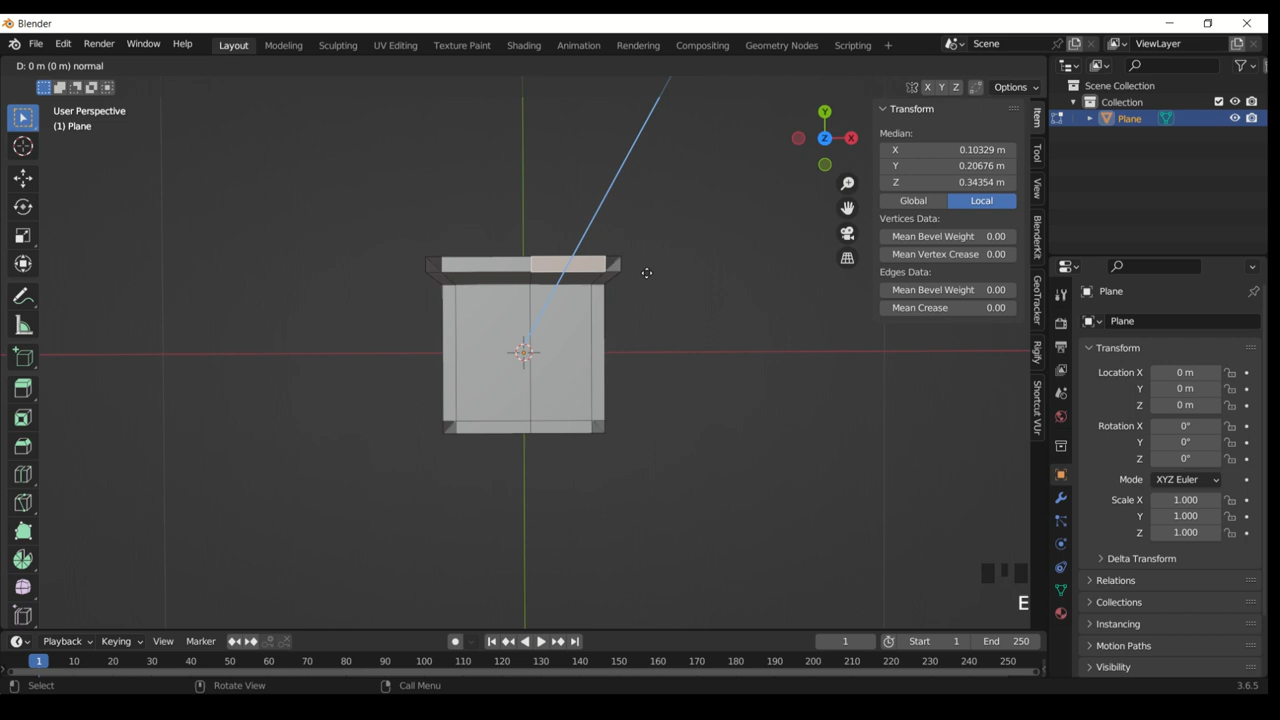 Blender
File Edit Render Window Help
Layout Modeling Sculpting UV Editing Texture Paint Shading Animation Rendering Compositing Geometry Nodes Scripting +
Scene
ViewLayer
D: 0 m (0 m) normal
X Y Z
Options
User Perspective
(1) Plane
Y
Z
X
Transform
Median:
X 0.10329 m
Y 0.20676 m
Z 0.34354 m
Global Local
Vertices Data:
Mean Bevel Weight 0.00
Mean Vertex Crease 0.00
Edges Data:
Mean Bevel Weight 0.00
Mean Crease 0.00
Item
Tool
View
BlenderKit
GeoTracker
Rigify
Shortcut VUr
Scene Collection
Collection
Plane
Plane
Plane
Transform
Location X 0 m
Y 0 m
Z 0 m
Rotation X 0°
Y 0°
Z 0°
Mode XYZ Euler
Scale X 1.000
Y 1.000
Z 1.000
Delta Transform
Relations
Collections
Instancing
Motion Paths
Visibility
E
Playback Keying View Marker
1
Start 1
End 250
1 10 20 30 40 50 60 70 80 90 100 110 120 130 140 150 160 170 180 190 200 210 220 230 240 250
Select Rotate View Call Menu
3.6.5